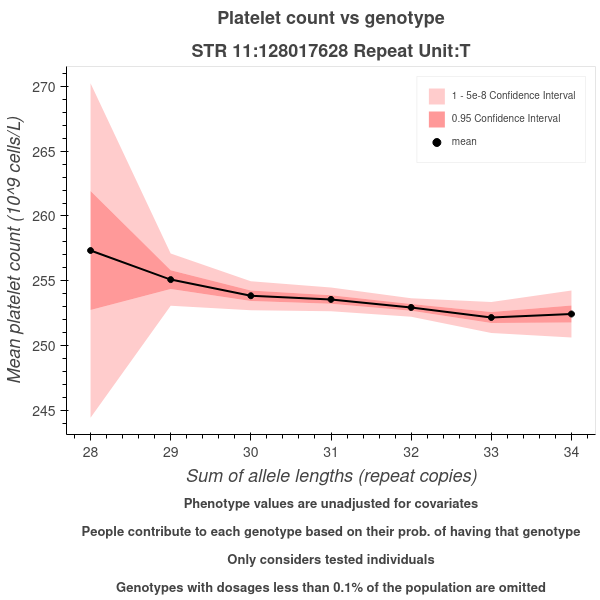 Platelet count vs genotype
STR 11:128017628 Repeat Unit:T
1 - 5e-8 Confidence Interval
0.95 Confidence Interval
mean
Mean platelet count (10^9 cells/L)
270
265
260
255
250
245
28 29 30 31 32 33 34
Sum of allele lengths (repeat copies)
Phenotype values are unadjusted for covariates
People contribute to each genotype based on their prob. of having that genotype
Only considers tested individuals
Genotypes with dosages less than 0.1% of the population are omitted